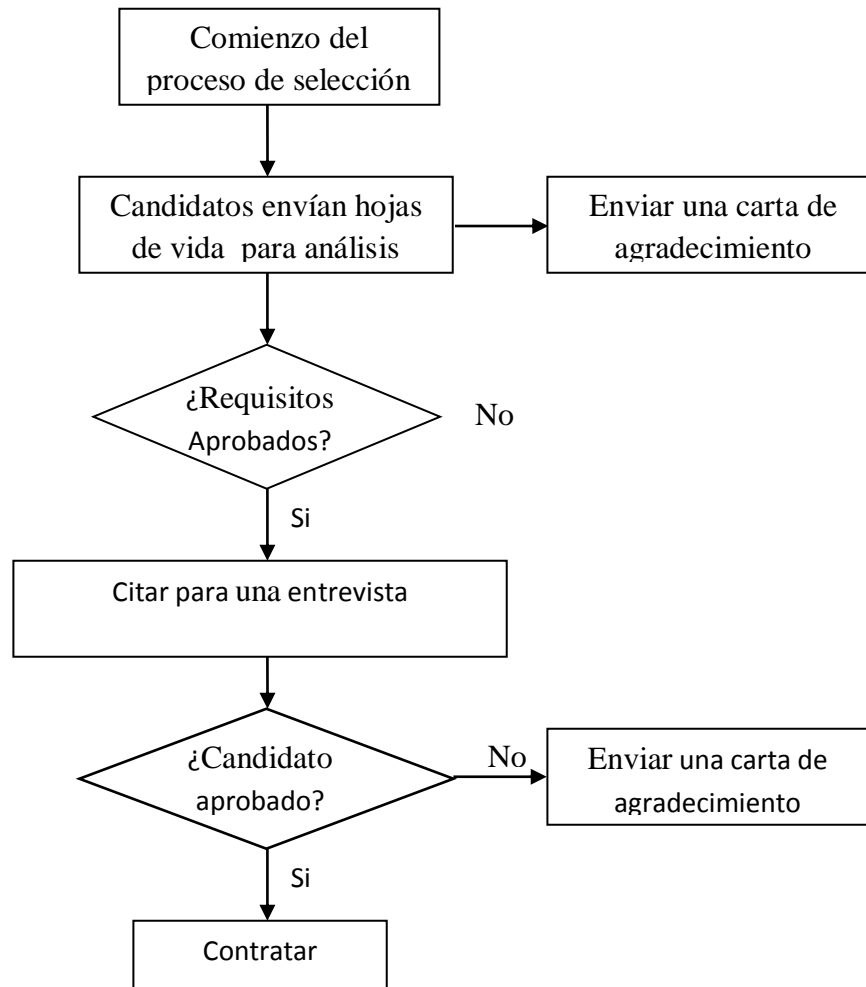 Comienzo del
proceso de selección
Candidatos envían hojas
de vida para análisis
Enviar una carta de
agradecimiento
¿Requisitos
Aprobados?
No
Si
Citar para una entrevista
¿Candidato
aprobado?
No
Enviar una carta de
agradecimiento
Si
Contratar